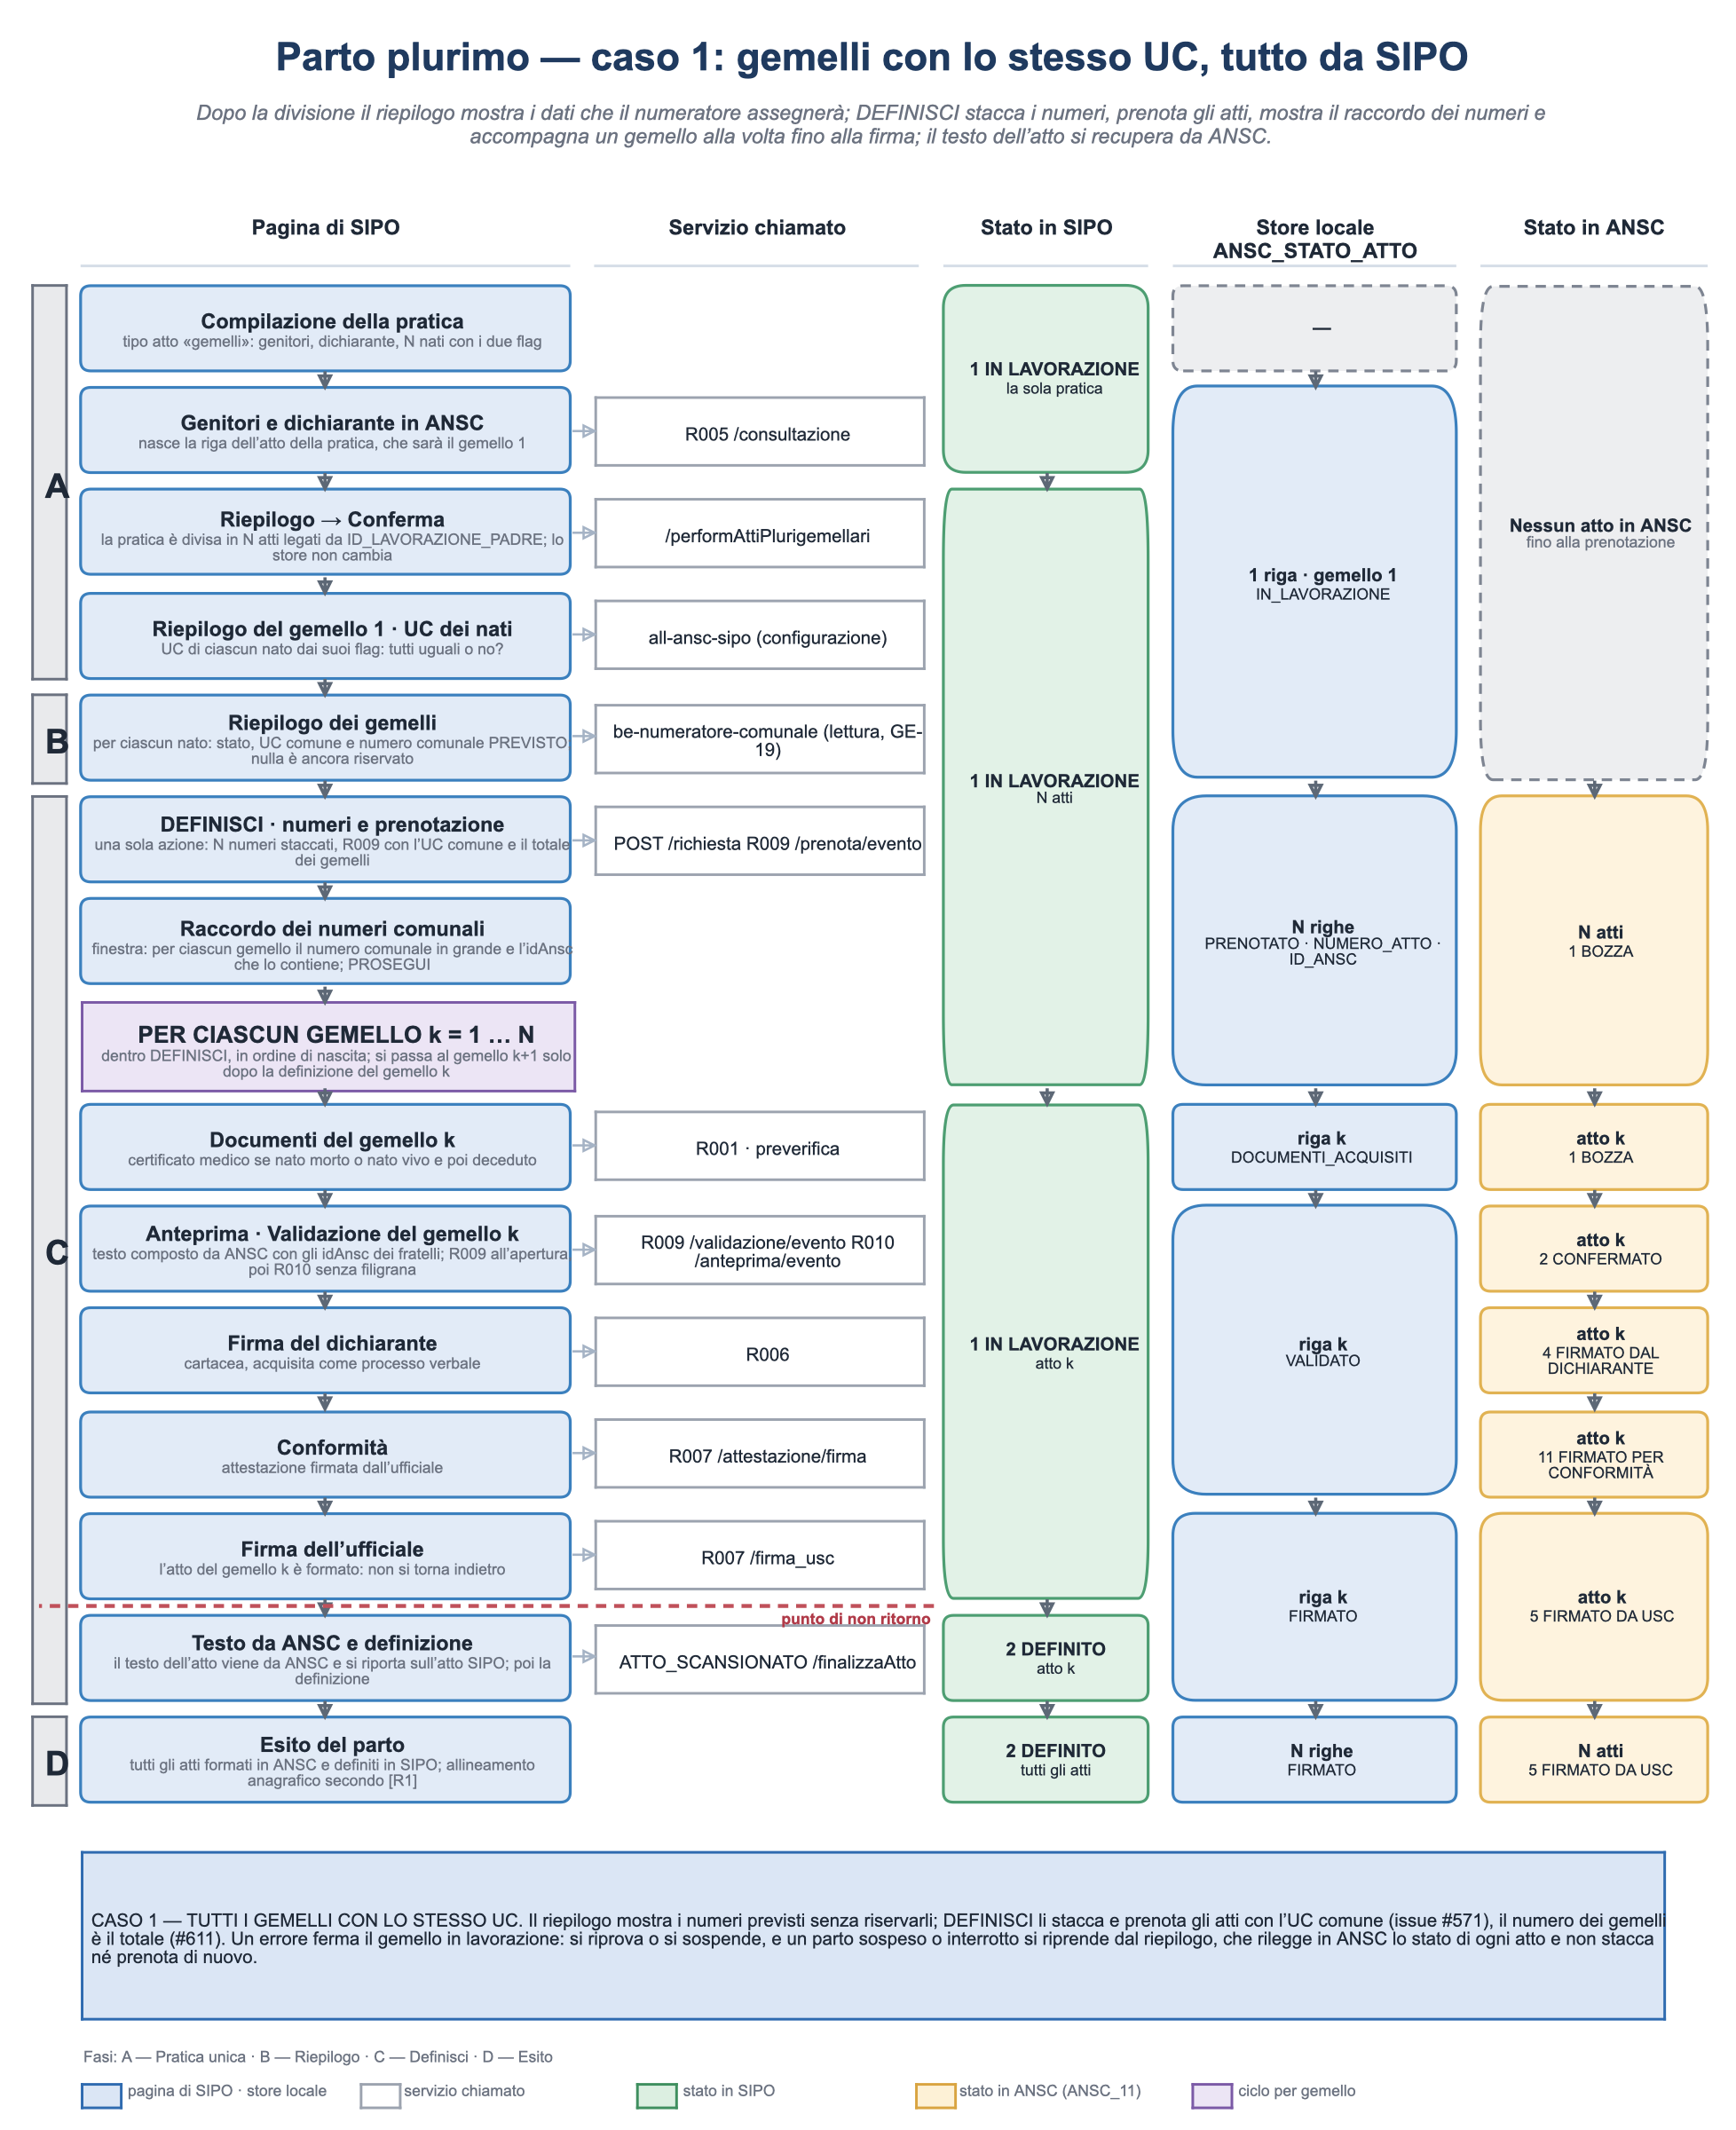 Parto plurimo — caso 1: gemelli con lo stesso UC, tutto da SIPO
Dopo la divisione il riepilogo mostra i dati che il numeratore assegnerà; DEFINISCI stacca i numeri, prenota gli atti, mostra il raccordo dei numeri e
accompagna un gemello alla volta fino alla firma; il testo dell’atto si recupera da ANSC.
Pagina di SIPO
Servizio chiamato
Stato in SIPO
Store locale
ANSC_STATO_ATTO
Stato in ANSC
A
Compilazione della pratica
tipo atto «gemelli»: genitori, dichiarante, N nati con i due flag
Genitori e dichiarante in ANSC
nasce la riga dell’atto della pratica, che sarà il gemello 1
R005 /consultazione
Riepilogo → Conferma
la pratica è divisa in N atti legati da ID_LAVORAZIONE_PADRE; lo
store non cambia
/performAttiPlurigemellari
Riepilogo del gemello 1 · UC dei nati
UC di ciascun nato dai suoi flag: tutti uguali o no?
all-ansc-sipo (configurazione)
1 IN LAVORAZIONE
la sola pratica
—
1 riga · gemello 1
IN_LAVORAZIONE
Nessun atto in ANSC
fino alla prenotazione
B
Riepilogo dei gemelli
per ciascun nato: stato, UC comune e numero comunale PREVISTO
nulla è ancora riservato
be-numeratore-comunale (lettura, GE-
19)
1 IN LAVORAZIONE
N atti
C
DEFINISCI · numeri e prenotazione
una sola azione: N numeri staccati, R009 con l’UC comune e il totale
dei gemelli
POST /richiesta R009 /prenota/evento
Raccordo dei numeri comunali
finestra: per ciascun gemello il numero comunale in grande e l’idAnsc
che lo contiene; PROSEGUI
N righe
PRENOTATO · NUMERO_ATTO ·
ID_ANSC
N atti
1 BOZZA
PER CIASCUN GEMELLO k = 1 … N
dentro DEFINISCI, in ordine di nascita; si passa al gemello k+1 solo
dopo la definizione del gemello k
Documenti del gemello k
certificato medico se nato morto o nato vivo e poi deceduto
R001 · preverifica
riga k
DOCUMENTI_ACQUISITI
atto k
1 BOZZA
Anteprima · Validazione del gemello k
testo composto da ANSC con gli idAnsc dei fratelli; R009 all’apertura
poi R010 senza filigrana
R009 /validazione/evento R010
/anteprima/evento
atto k
2 CONFERMATO
Firma del dichiarante
cartacea, acquisita come processo verbale
R006
1 IN LAVORAZIONE
atto k
riga k
VALIDATO
atto k
4 FIRMATO DAL
DICHIARANTE
Conformità
attestazione firmata dall’ufficiale
R007 /attestazione/firma
atto k
11 FIRMATO PER
CONFORMITÀ
Firma dell’ufficiale
l’atto del gemello k è formato: non si torna indietro
R007 /firma_usc
riga k
FIRMATO
atto k
5 FIRMATO DA USC
punto di non ritorno
Testo da ANSC e definizione
il testo dell’atto viene da ANSC e si riporta sull’atto SIPO; poi la
definizione
ATTO_SCANSIONATO /finalizzaAtto
2 DEFINITO
atto k
D
Esito del parto
tutti gli atti formati in ANSC e definiti in SIPO; allineamento
anagrafico secondo [R1]
2 DEFINITO
tutti gli atti
N righe
FIRMATO
N atti
5 FIRMATO DA USC
CASO 1 — TUTTI I GEMELLI CON LO STESSO UC. Il riepilogo mostra i numeri previsti senza riservarli; DEFINISCI li stacca e prenota gli atti con l’UC comune (issue #571), il numero dei gemelli
è il totale (#611). Un errore ferma il gemello in lavorazione: si riprova o si sospende, e un parto sospeso o interrotto si riprende dal riepilogo, che rilegge in ANSC lo stato di ogni atto e non stacca
né prenota di nuovo.
Fasi: A — Pratica unica · B — Riepilogo · C — Definisci · D — Esito
pagina di SIPO · store locale
servizio chiamato
stato in SIPO
stato in ANSC (ANSC_11)
ciclo per gemello